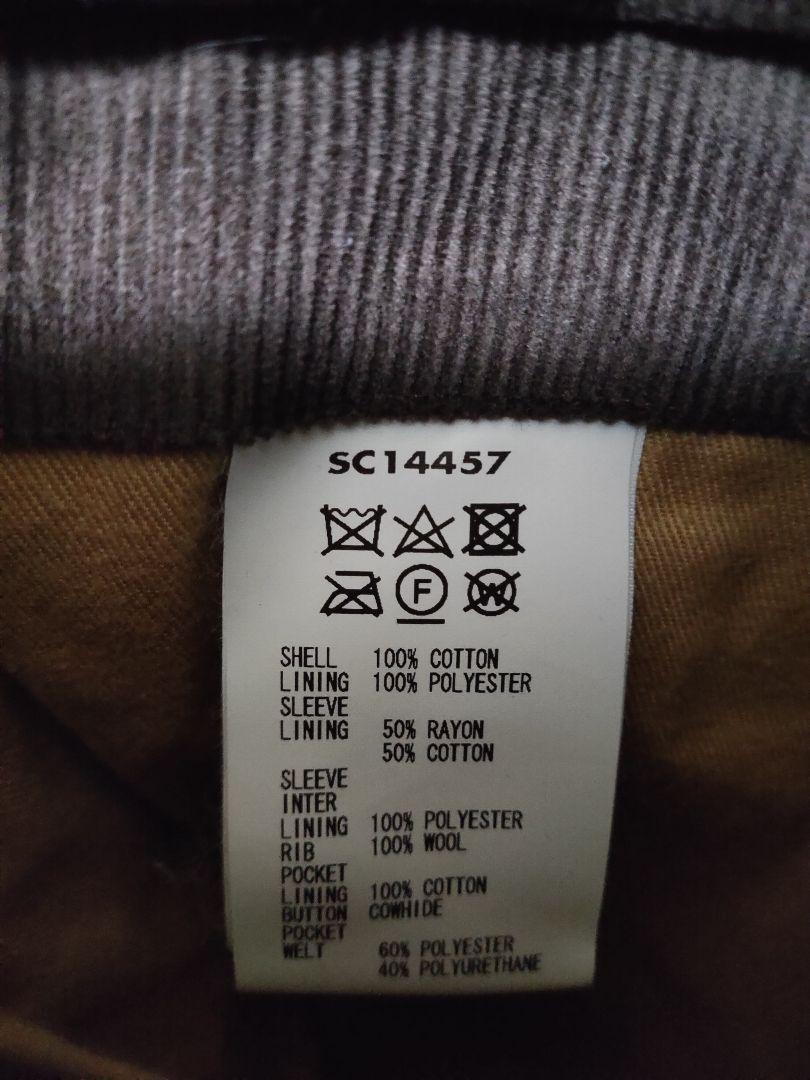 SC14457
F W
SHELL 100% COTTON
LINING 100% POLYESTER
SLEEVE
LINING 50% RAYON
50% COTTON
SLEEVE
INTER
LINING 100% POLYESTER
RIB 100% WOOL
POCKET
LINING 100% COTTON
BUTTON COWHIDE
POCKET
WELT 60% POLYESTER
40% POLYURETHANE